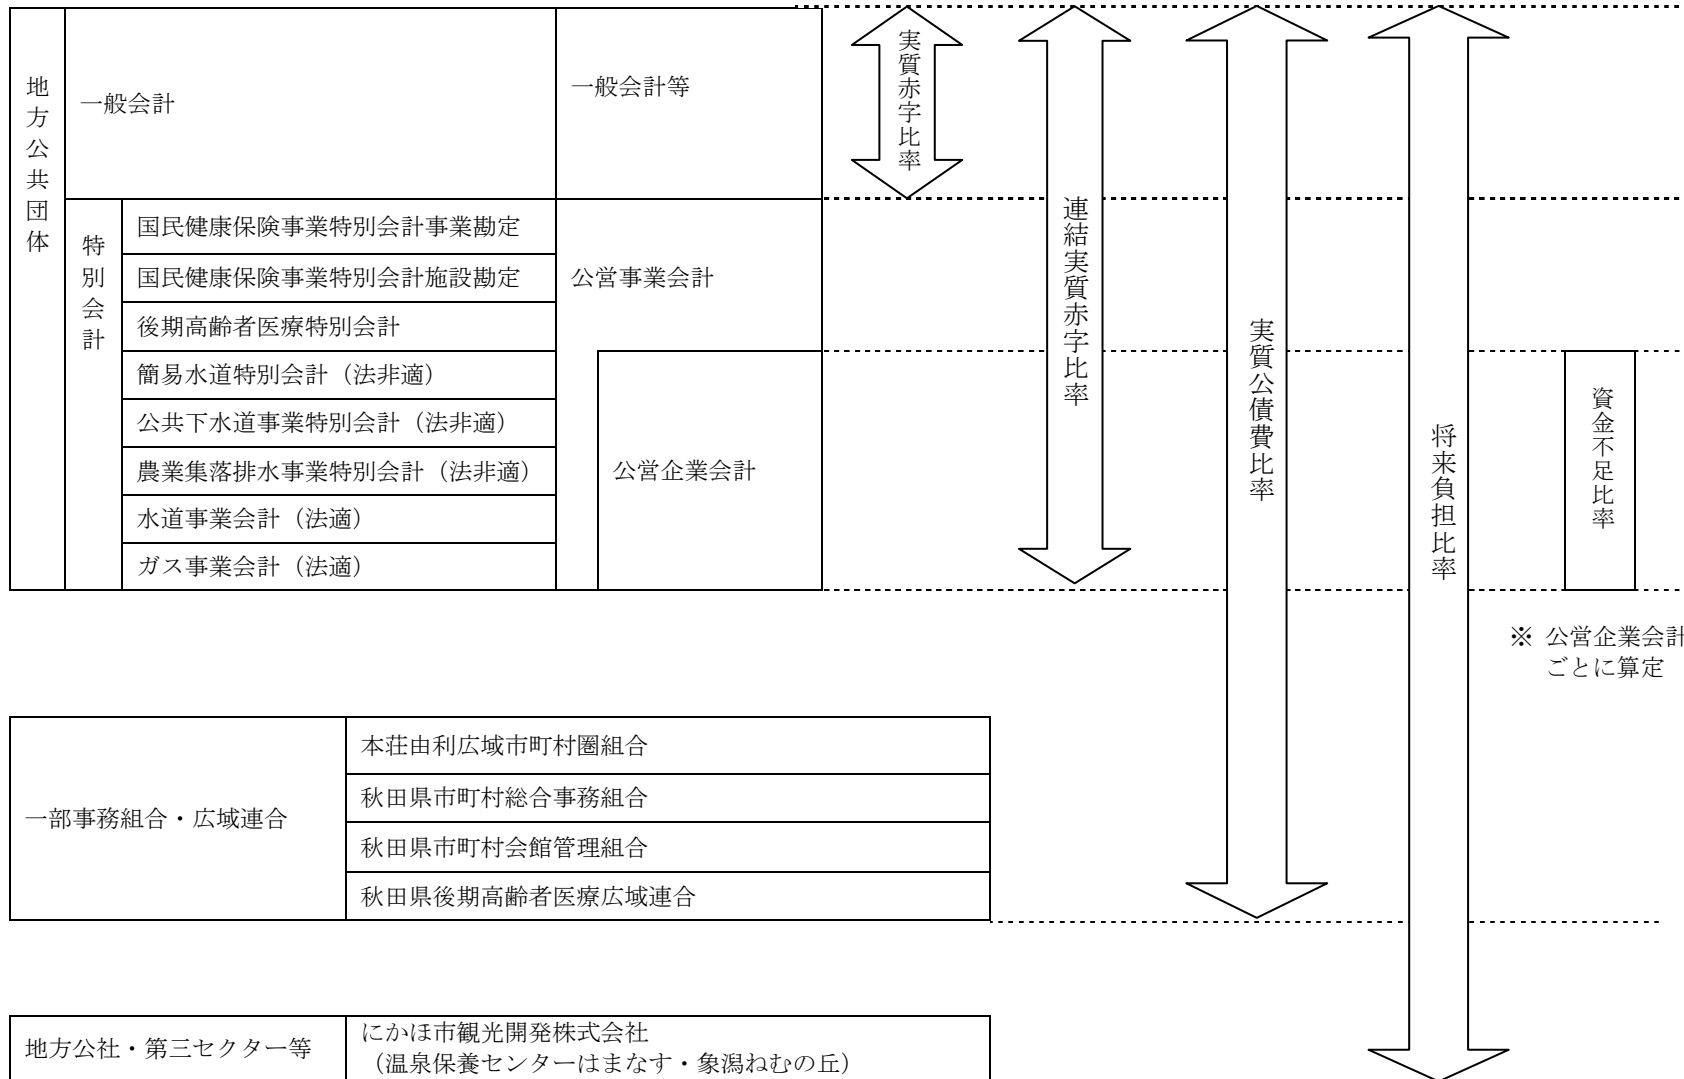 地方公共団体
一般会計
一般会計等
特別会計
国民健康保険事業特別会計事業勘定
国民健康保険事業特別会計施設勘定
後期高齢者医療特別会計
簡易水道特別会計（法非適）
公共下水道事業特別会計（法非適）
農業集落排水事業特別会計（法非適）
水道事業会計（法適）
ガス事業会計（法適）
公営事業会計
公営企業会計
実質赤字比率
連結実質赤字比率
実質公債費比率
将来負担比率
資金不足比率
※ 公営企業会計
ごとに算定
一部事務組合・広域連合
本荘由利広域市町村圏組合
秋田県市町村総合事務組合
秋田県市町村会館管理組合
秋田県後期高齢者医療広域連合
地方公社・第三セクター等
にかほ市観光開発株式会社
（温泉保養センターはまなす・象潟ねむの丘）